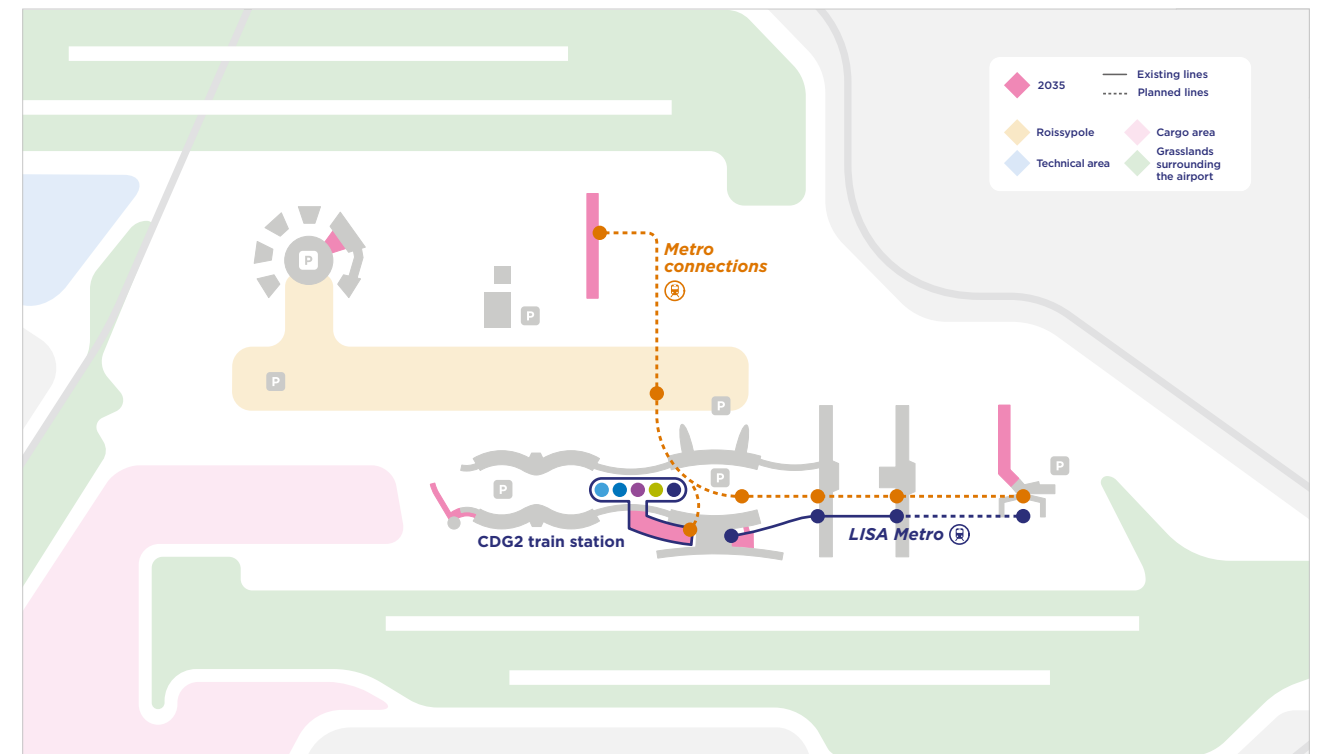 2035
Existing lines
Planned lines
Roissypole
Cargo area
Technical area
Grasslands
surrounding
the airport
P
Metro
connections
P
P
P
P
P
P
CDG2 train station
LISA Metro